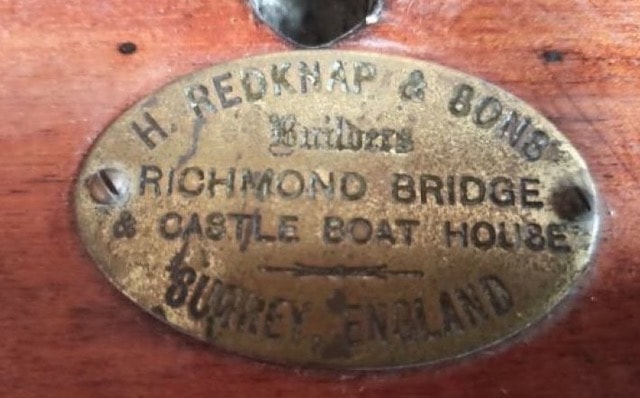 H. REDKNAP & SONS
Builders
RICHMOND BRIDGE
& CASTLE BOAT HOUSE
SURREY, ENGLAND